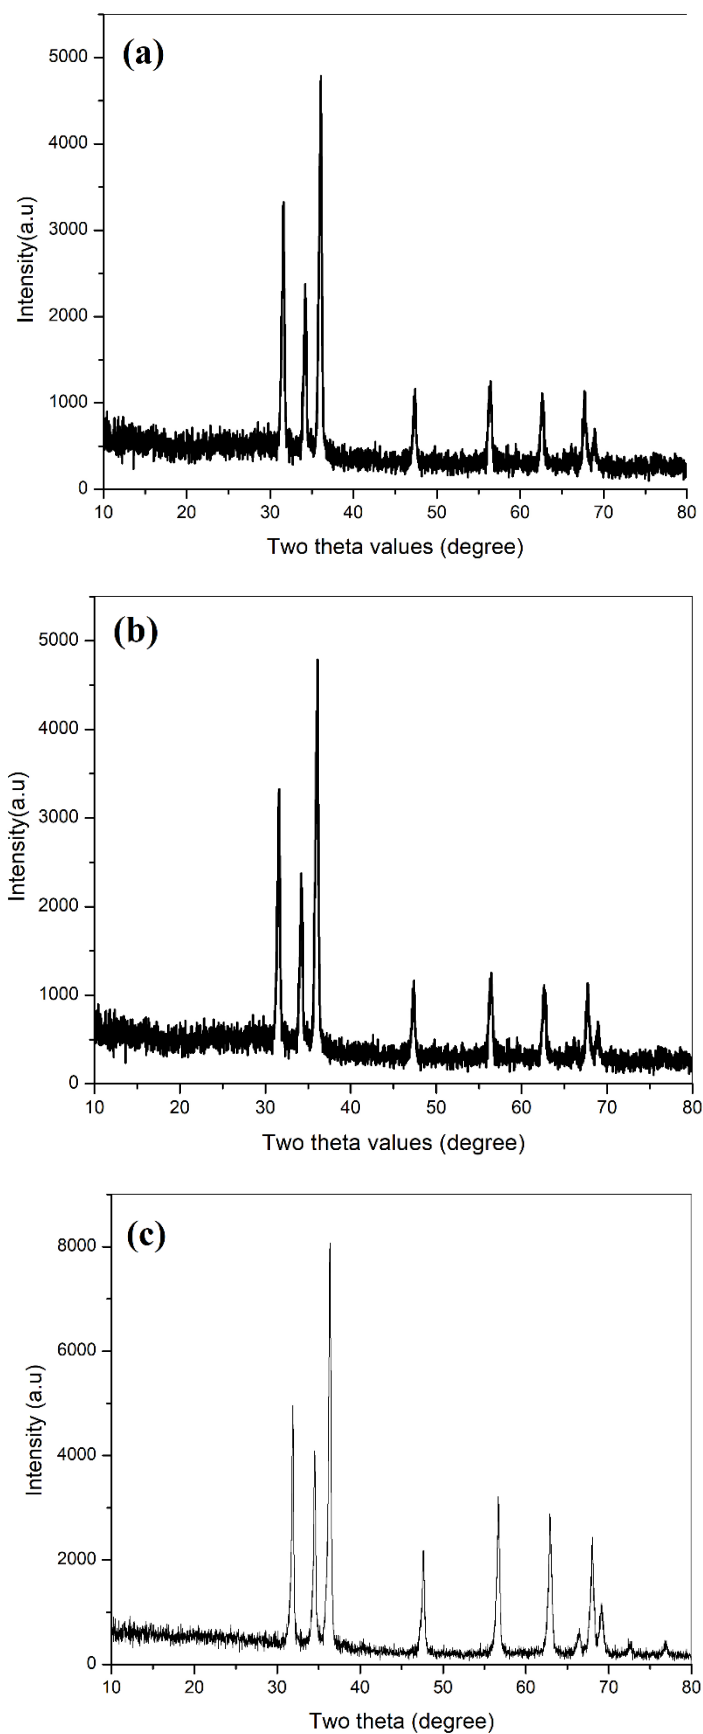 (a)
5000
4000
3000
2000
1000
0
Intensity(a.u)
10 20 30 40 50 60 70 80
Two theta values (degree)
(b)
5000
4000
3000
2000
1000
0
Intensity(a.u)
10 20 30 40 50 60 70 80
Two theta values (degree)
(c)
8000
6000
4000
2000
0
Intensity (a.u)
10 20 30 40 50 60 70 80
Two theta (degree)